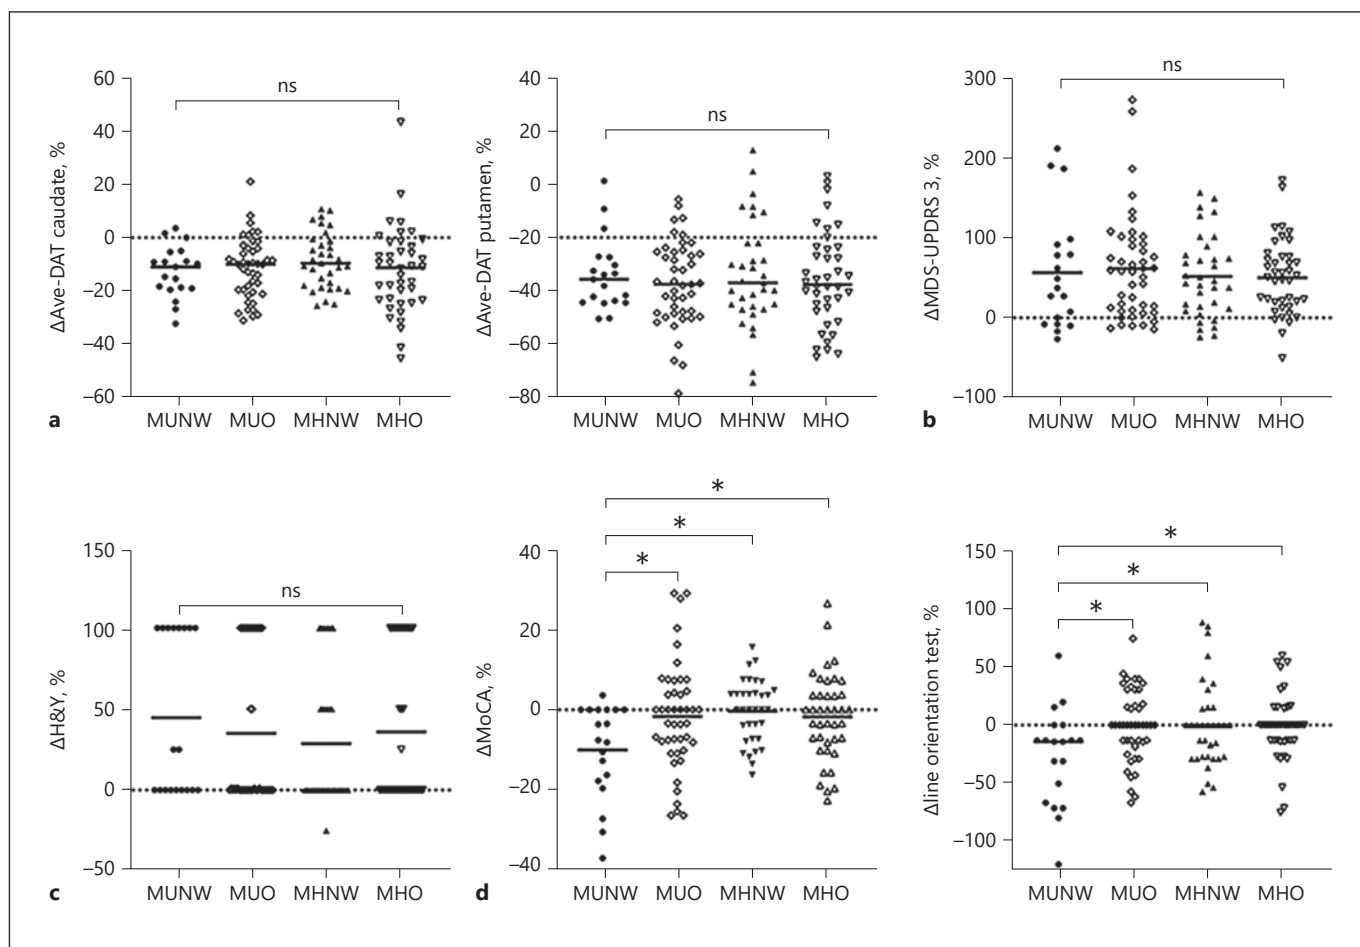 60
40
20
0
–20
–40
–60
ΔAve-DAT caudate, %
ns
MUNW MUO MHNW MHO
a
40
20
0
–20
–40
–60
–80
ΔAve-DAT putamen, %
ns
MUNW MUO MHNW MHO
300
200
100
0
–100
ΔMDS-UPDRS 3, %
ns
MUNW MUO MHNW MHO
b
150
100
50
0
–50
ΔH&Y, %
ns
MUNW MUO MHNW MHO
c
40
20
0
–20
–40
ΔMoCA, %
*
*
*
MUNW MUO MHNW MHO
d
150
100
50
0
–50
–100
Δline orientation test, %
*
*
*
MUNW MUO MHNW MHO